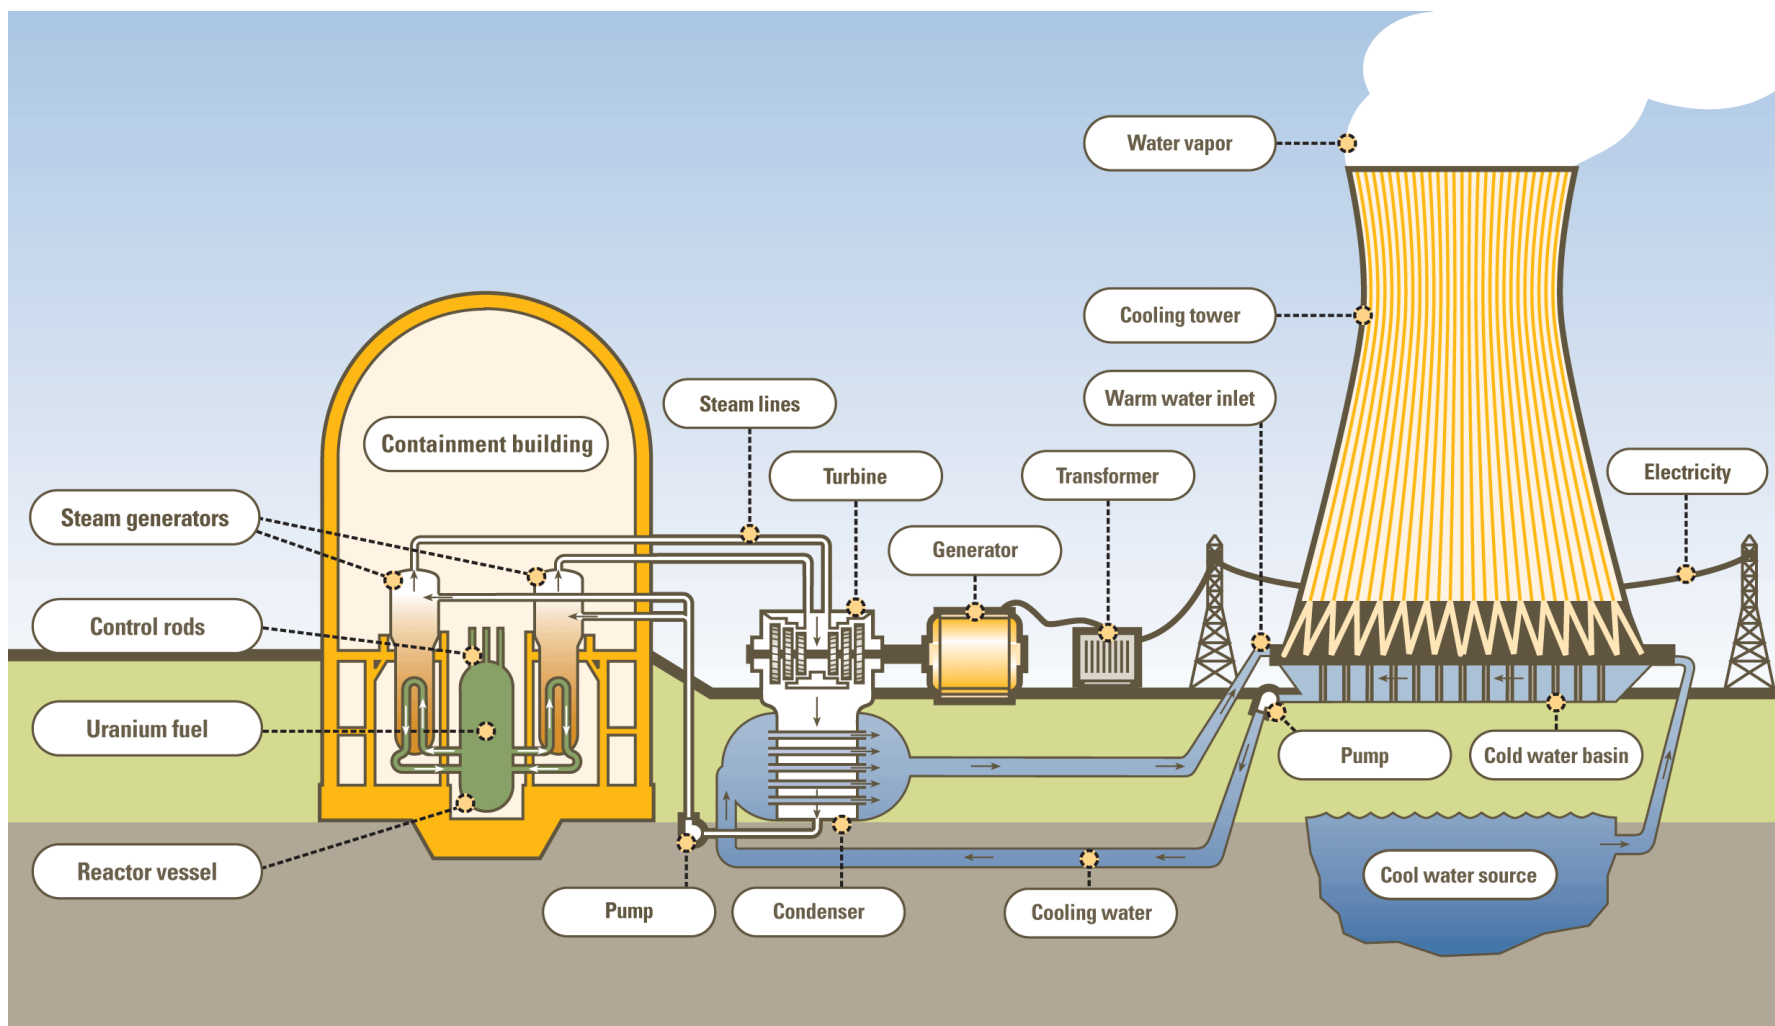 Water vapor
Cooling tower
Warm water inlet
Steam lines
Containment building
Turbine
Transformer
Electricity
Steam generators
Generator
Control rods
Uranium fuel
Pump
Cold water basin
Reactor vessel
Cool water source
Pump
Condenser
Cooling water